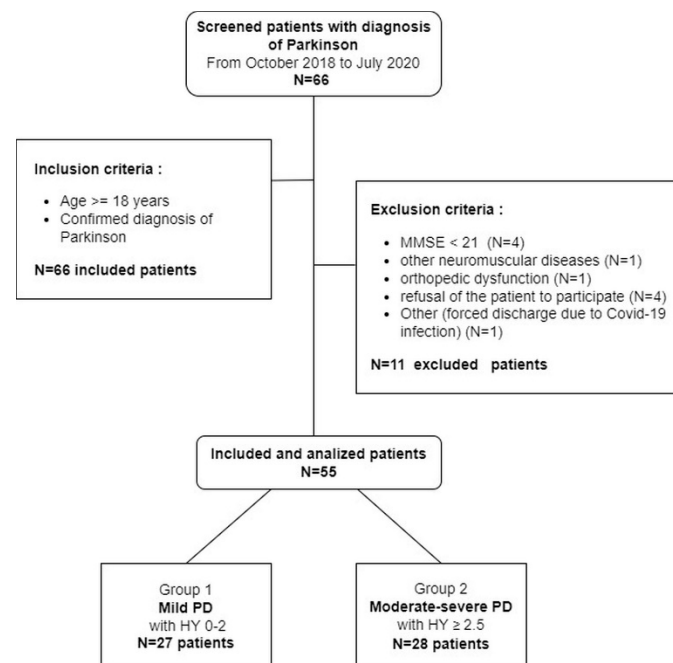 Screened patients with diagnosis
of Parkinson
From October 2018 to July 2020
N=66
Inclusion criteria :
• Age >= 18 years
• Confirmed diagnosis of
Parkinson
N=66 included patients
Exclusion criteria :
• MMSE < 21 (N=4)
• other neuromuscular diseases (N=1)
• orthopedic dysfunction (N=1)
• refusal of the patient to participate (N=4)
• Other (forced discharge due to Covid-19
infection) (N=1)
N=11 excluded patients
Included and analized patients
N=55
Group 1
Mild PD
with HY 0-2
N=27 patients
Group 2
Moderate-severe PD
with HY ≥ 2.5
N=28 patients